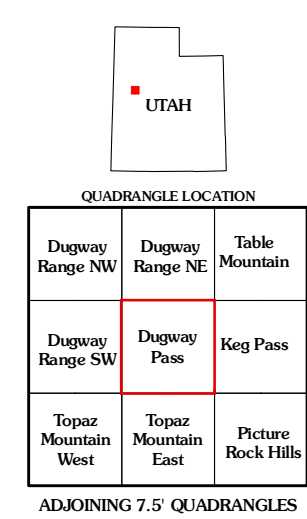 UTAH
QUADRANGLE LOCATION
Dugway
Range NW
Dugway
Range NE
Table
Mountain
Dugway
Range SW
Dugway
Pass
Keg Pass
Topaz
Mountain
West
Topaz
Mountain
East
Picture
Rock Hills
ADJOINING 7.5' QUADRANGLES